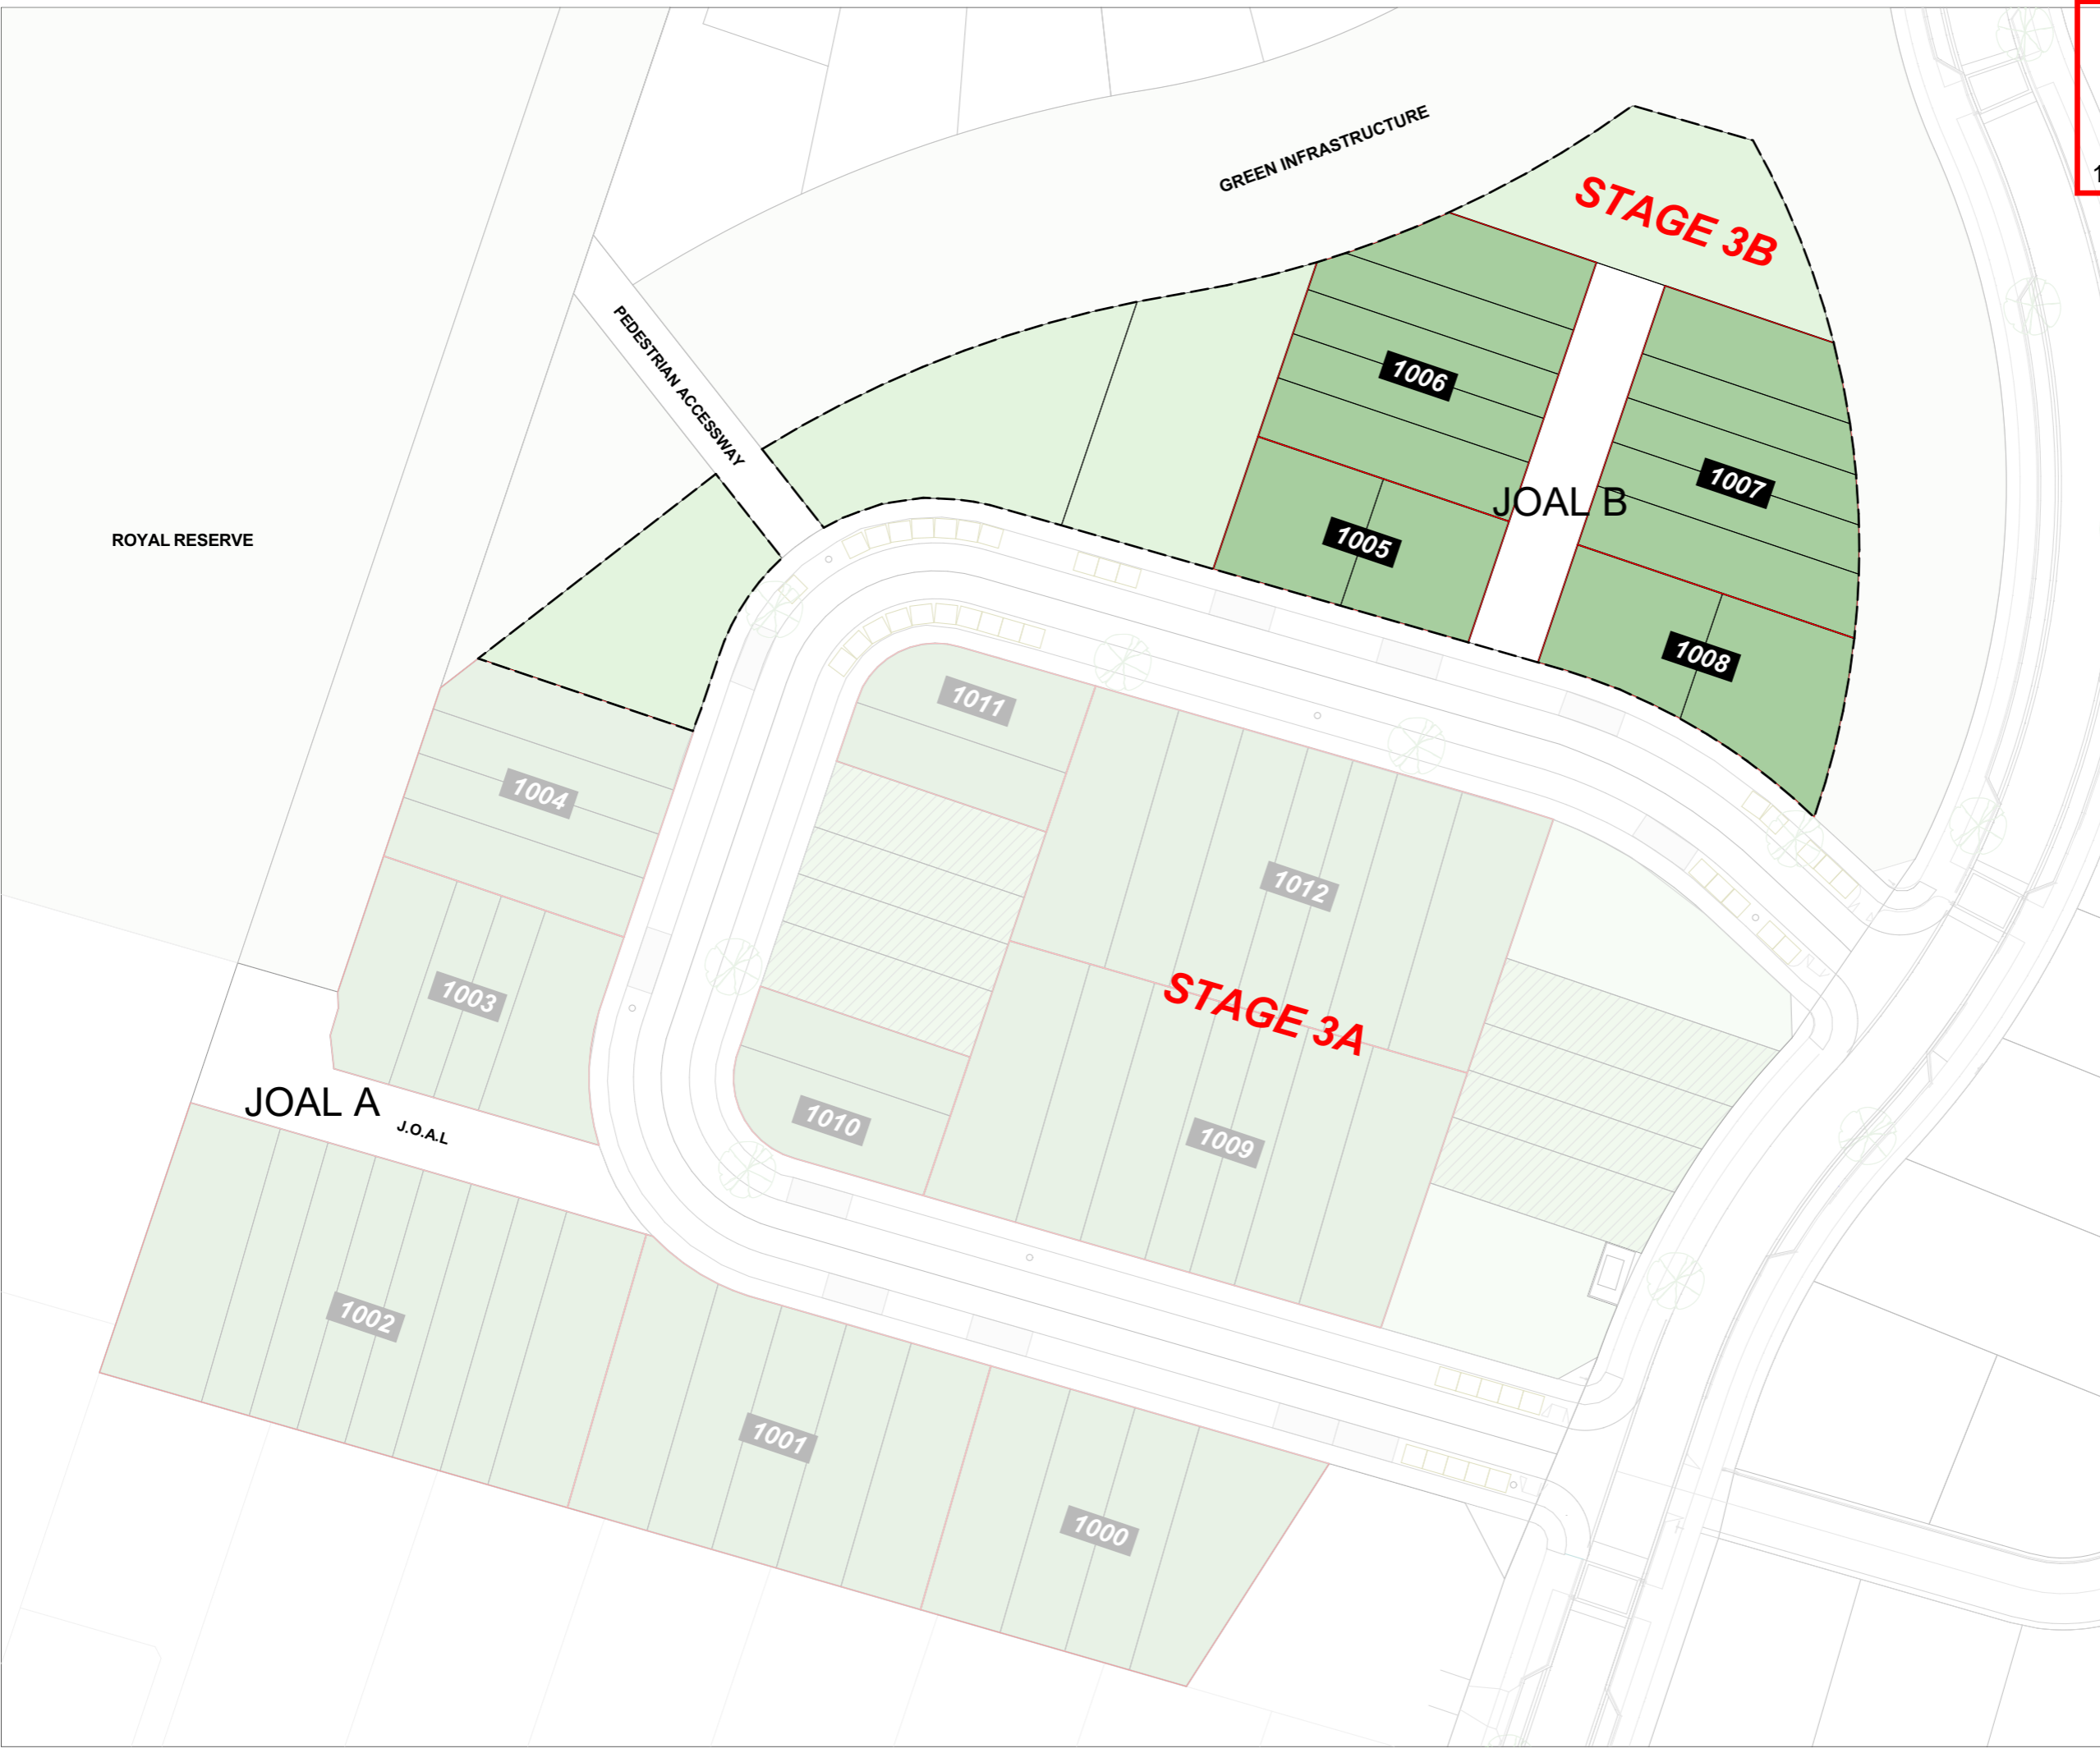 1
GREEN INFRASTRUCTURE
STAGE 3B
PEDESTRIAN ACCESSWAY
1006
1007
JOAL B
1005
ROYAL RESERVE
1008
1011
1004
1012
1003
STAGE 3A
JOAL A
J.O.A.L
1010
1009
1002
1001
1000